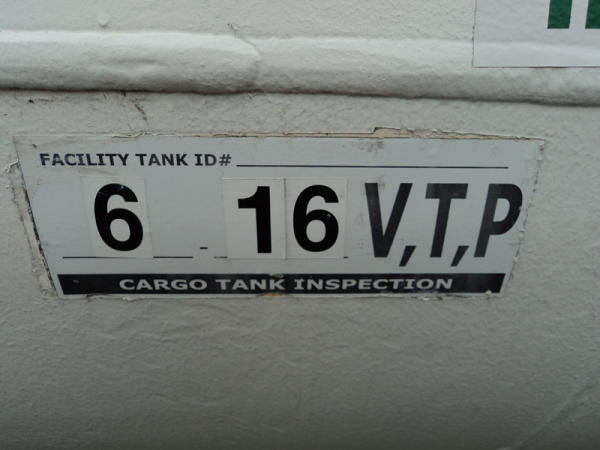 FACILITY TANK ID#
6 - 16 V,T,P
CARGO TANK INSPECTION